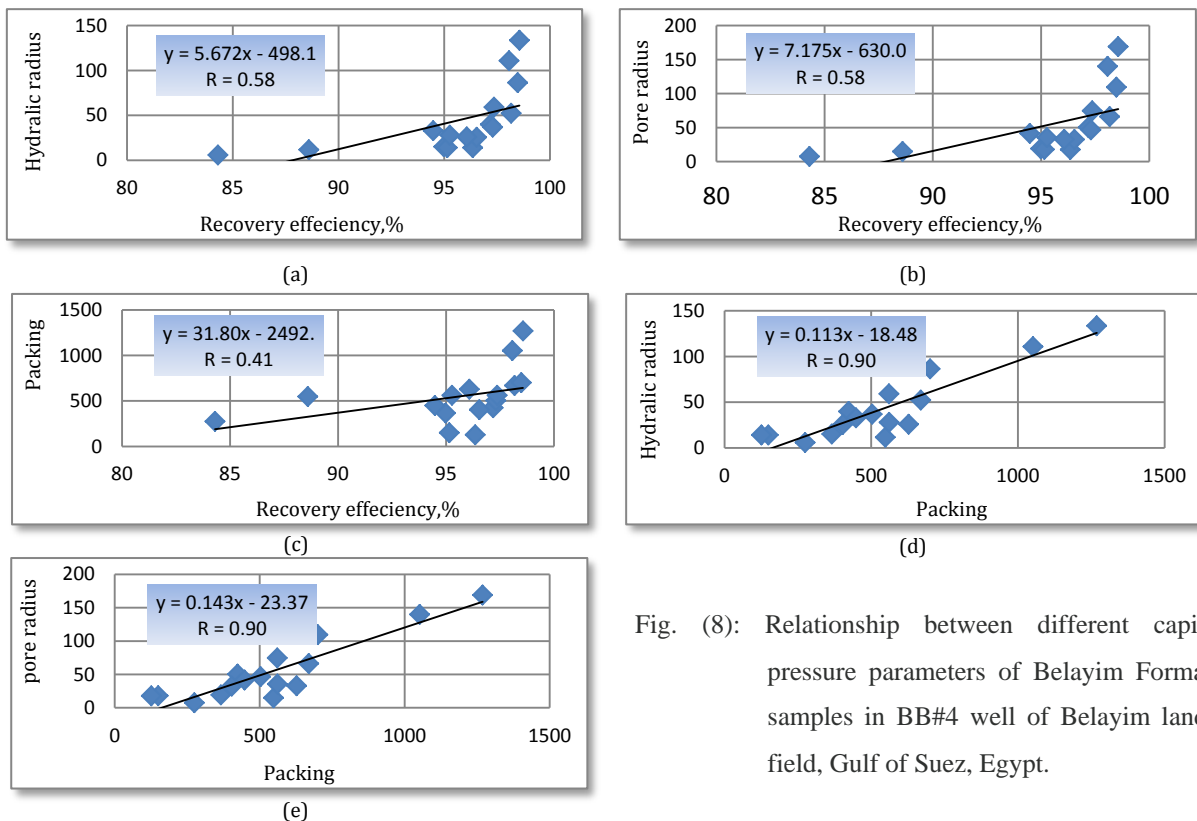 Hydralic radius
150
100
50
0
y = 5.672x - 498.1
R = 0.58
80 85 90 95 100
Recovery effeciency,%
(a)
Pore radius
200
150
100
50
0
y = 7.175x - 630.0
R = 0.58
80 85 90 95 100
Recovery effeciency,%
(b)
Packing
1500
1000
500
0
y = 31.80x - 2492.
R = 0.41
80 85 90 95 100
Recovery effeciency,%
(c)
Hydralic radius
150
100
50
0
y = 0.113x - 18.48
R = 0.90
0 500 1000 1500
Packing
(d)
pore radius
200
150
100
50
0
y = 0.143x - 23.37
R = 0.90
0 500 1000 1500
Packing
(e)
Fig. (8): Relationship between different capi
pressure parameters of Belayim Forma
samples in BB#4 well of Belayim land
field, Gulf of Suez, Egypt.